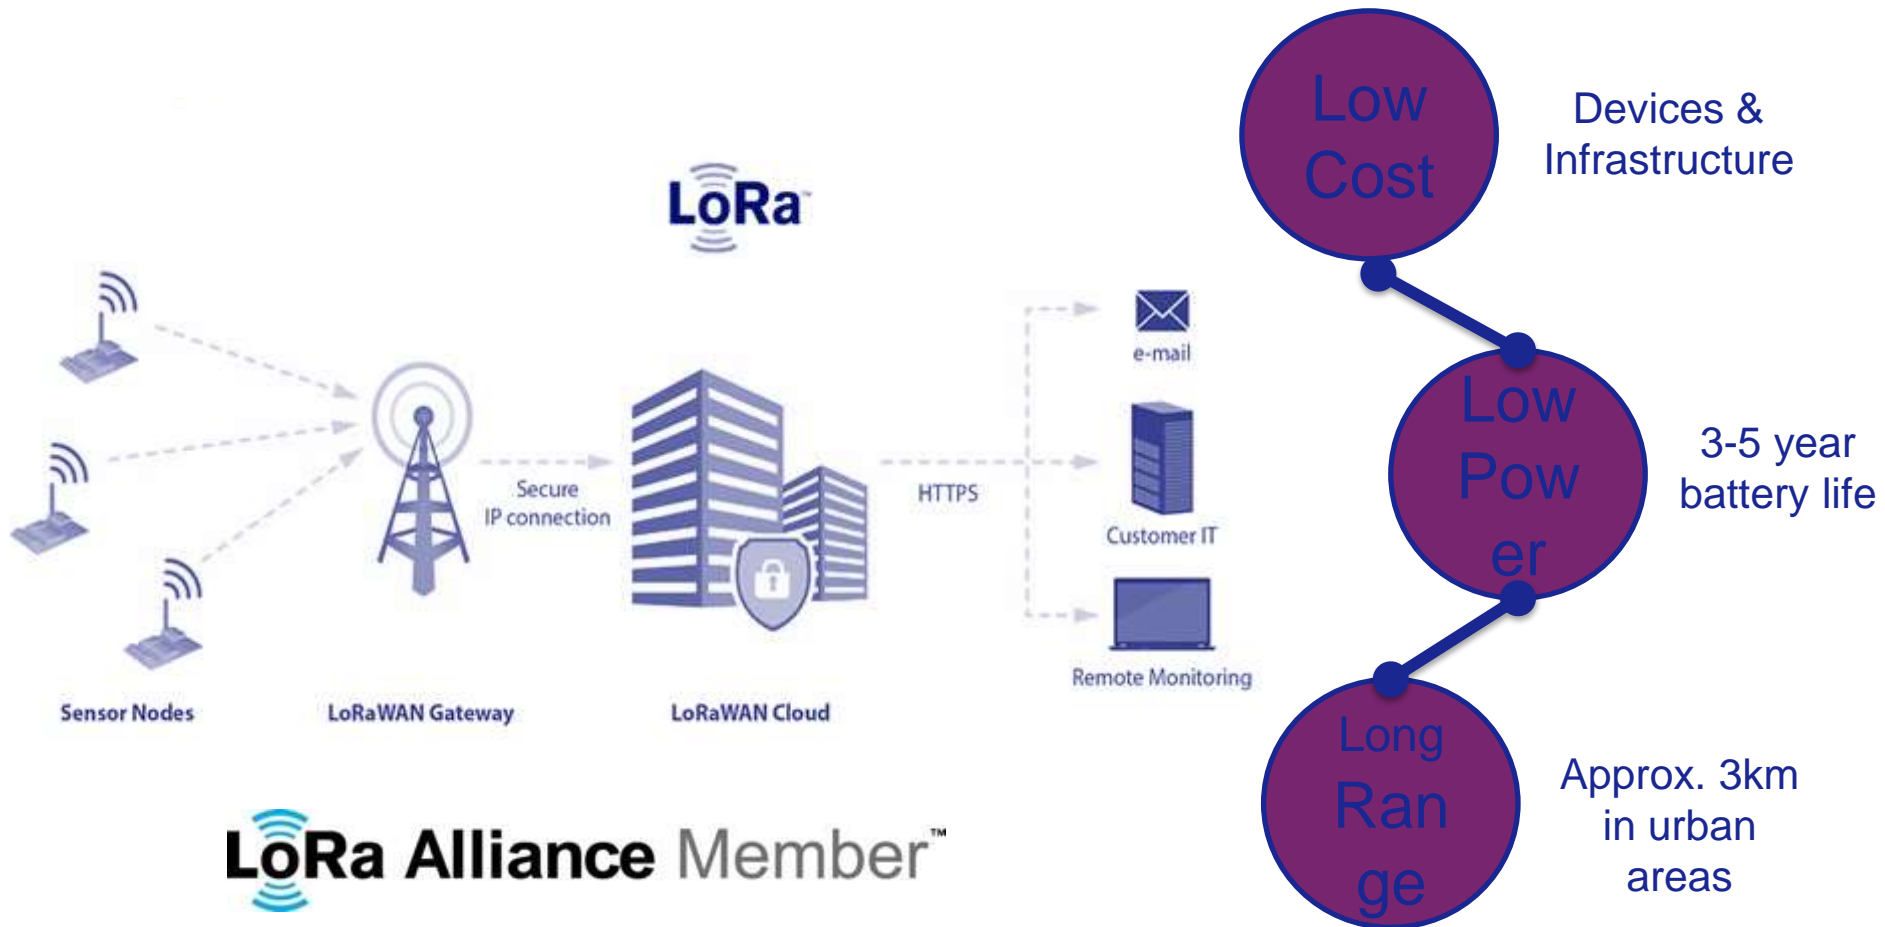 LoRa™
Secure
IP connection
HTTPS
e-mail
Customer IT
Remote Monitoring
Sensor Nodes
LoRaWAN Gateway
LoRaWAN Cloud
LoRa Alliance Member™
Low
Cost
Devices &
Infrastructure
Low
Pow
er
3-5 year
battery life
Long
Ran
ge
Approx. 3km
in urban
areas